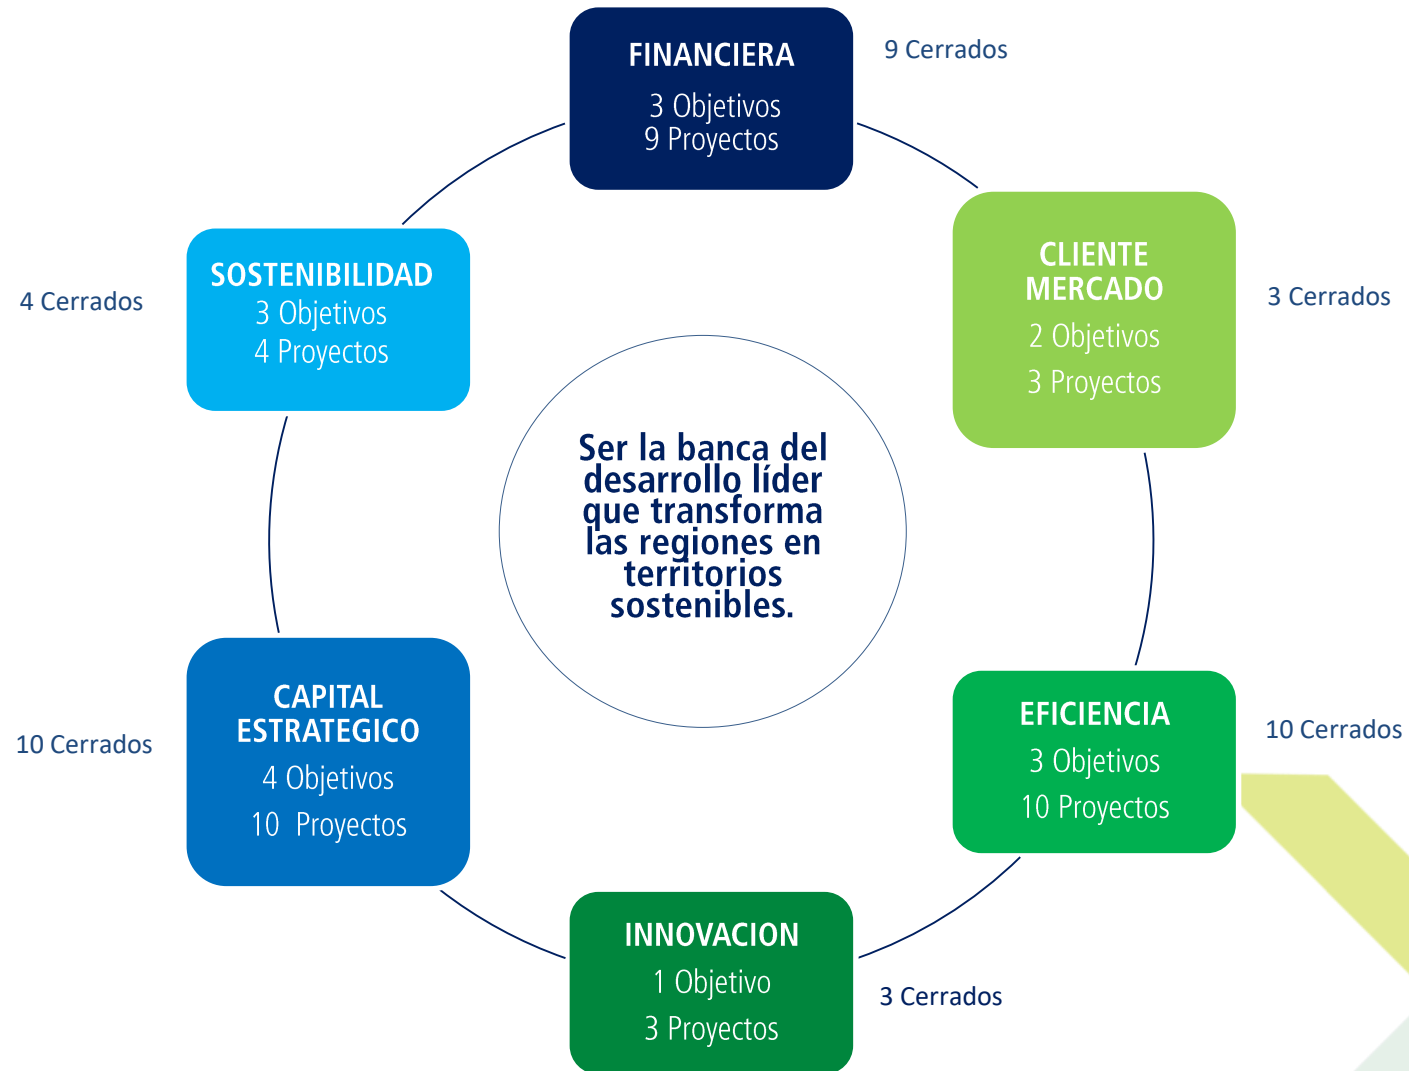 FINANCIERA
3 Objetivos
9 Proyectos
9 Cerrados
CLIENTE
MERCADO
2 Objetivos
3 Proyectos
3 Cerrados
EFICIENCIA
3 Objetivos
10 Proyectos
10 Cerrados
INNOVACION
1 Objetivo
3 Proyectos
3 Cerrados
CAPITAL
ESTRATEGICO
4 Objetivos
10 Proyectos
10 Cerrados
SOSTENIBILIDAD
3 Objetivos
4 Proyectos
4 Cerrados
Ser la banca del
desarrollo líder
que transforma
las regiones en
territorios
sostenibles.